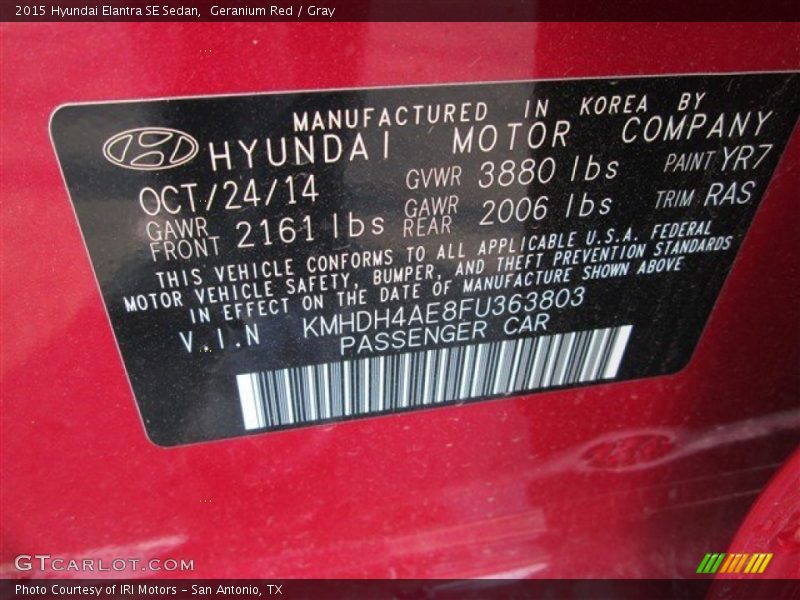 2015 Hyundai Elantra SE Sedan,  Geranium Red / Gray
MANUFACTURED IN KOREA BY
HYUNDAI MOTOR COMPANY
OCT/24/14 GVWR 3880 lbs PAINT YR7
GAWR FRONT 2161 lbs GAWR REAR 2006 lbs TRIM RAS
THIS VEHICLE CONFORMS TO ALL APPLICABLE U.S.A. FEDERAL
MOTOR VEHICLE SAFETY, BUMPER, AND THEFT PREVENTION STANDARDS
IN EFFECT ON THE DATE OF MANUFACTURE SHOWN ABOVE
V.I.N KMHDH4AE8FU363803
PASSENGER CAR
GTCARLOT.COM
Photo Courtesy of IRI Motors - San Antonio, TX